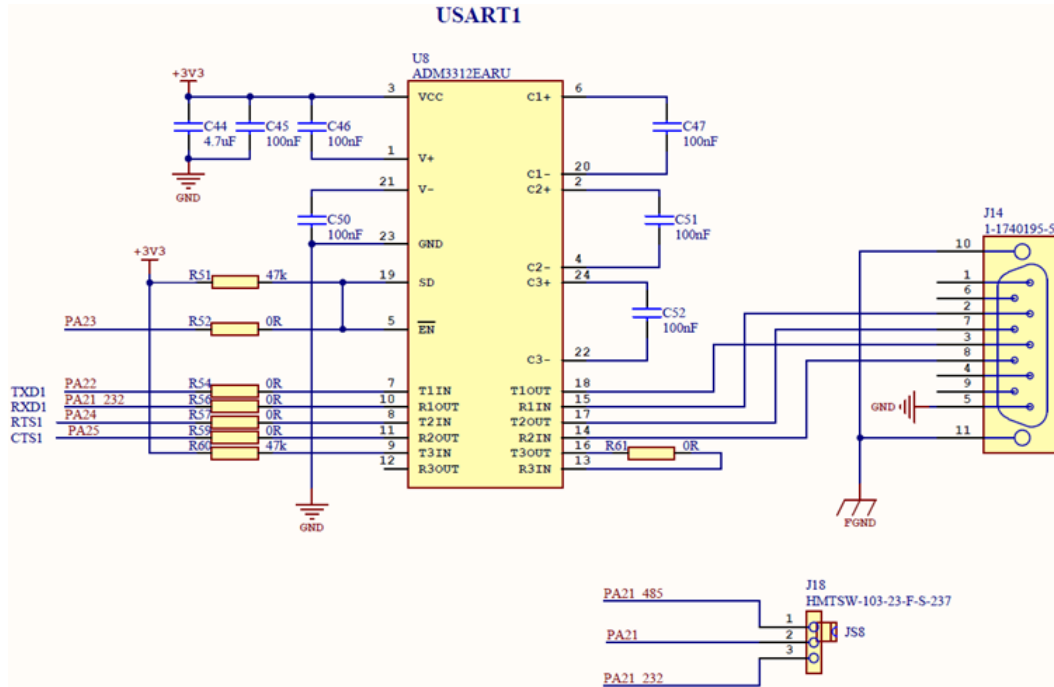 USART1
U8
ADM3312EARU
+3V3
3 VCC C1+ 6
C44 C45 C46 C47
4.7uF 100nF 100nF 100nF
1 V+
C1- 20
GND
21 V- C2+ 2
C50 C51
100nF 100nF
23 GND
C2- 4
+3V3
R51 47k 19 SD C3+ 24
C52
100nF
PA23 R52 0R 5 EN
C3- 22
TXD1 PA22 R54 0R 7 T1IN T1OUT 18
RXD1 PA21_232 R56 0R 10 R1OUT R1IN 15
RTS1 PA24 R57 0R 8 T2IN T2OUT 17
CTS1 PA25 R59 0R 11 R2OUT R2IN 14
R60 47k 9 T3IN T3OUT 16 R61 0R
12 R3OUT R3IN 13
GND
J14
1-1740195-5
10
1
6
2
7
3
8
4
9
GND 5
11
FGND
J18
HMTSW-103-23-F-S-237
PA21_485
1
JS8
PA21 2
3
PA21_232